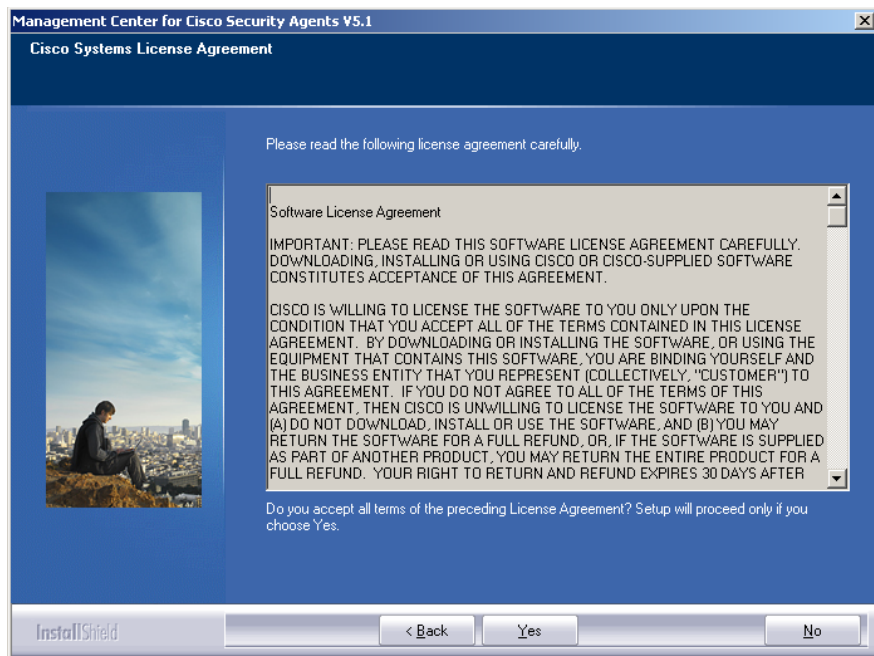 Management Center for Cisco Security Agents V5.1
Cisco Systems License Agreement
Please read the following license agreement carefully.
Software License Agreement
IMPORTANT: PLEASE READ THIS SOFTWARE LICENSE AGREEMENT CAREFULLY.
DOWNLOADING, INSTALLING OR USING CISCO OR CISCO-SUPPLIED SOFTWARE
CONSTITUTES ACCEPTANCE OF THIS AGREEMENT.
CISCO IS WILLING TO LICENSE THE SOFTWARE TO YOU ONLY UPON THE
CONDITION THAT YOU ACCEPT ALL OF THE TERMS CONTAINED IN THIS LICENSE
AGREEMENT. BY DOWNLOADING OR INSTALLING THE SOFTWARE, OR USING THE
EQUIPMENT THAT CONTAINS THIS SOFTWARE, YOU ARE BINDING YOURSELF AND
THE BUSINESS ENTITY THAT YOU REPRESENT (COLLECTIVELY, "CUSTOMER") TO
THIS AGREEMENT. IF YOU DO NOT AGREE TO ALL OF THE TERMS OF THIS
AGREEMENT, THEN CISCO IS UNWILLING TO LICENSE THE SOFTWARE TO YOU AND
(A) DO NOT DOWNLOAD, INSTALL OR USE THE SOFTWARE, AND (B) YOU MAY
RETURN THE SOFTWARE FOR A FULL REFUND, OR, IF THE SOFTWARE IS SUPPLIED
AS PART OF ANOTHER PRODUCT, YOU MAY RETURN THE ENTIRE PRODUCT FOR A
FULL REFUND. YOUR RIGHT TO RETURN AND REFUND EXPIRES 30 DAYS AFTER
Do you accept all terms of the preceding License Agreement? Setup will proceed only if you
choose Yes.
InstallShield
< Back
Yes
No